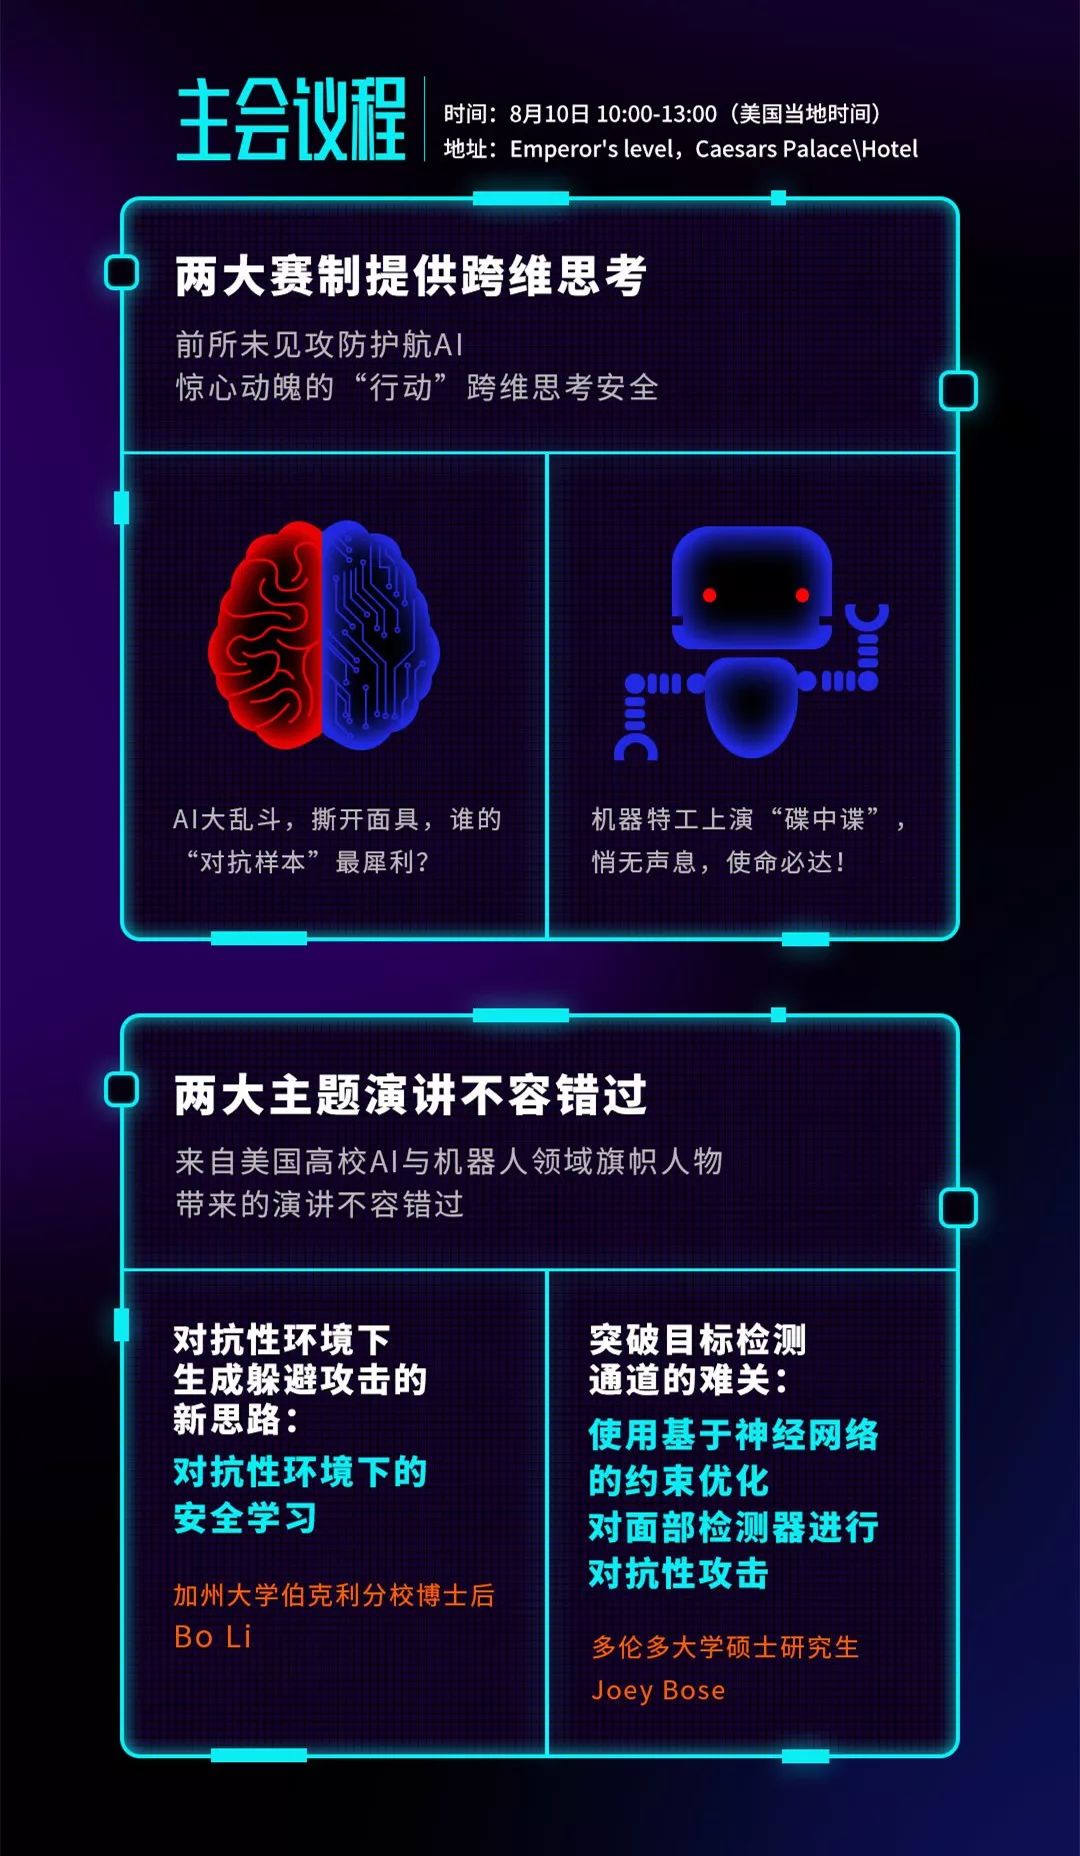 主会议程
时间：8月10日 10:00-13:00（美国当地时间）
地址：Emperor's level，Caesars Palace\Hotel
两大赛制提供跨维思考
前所未见攻防护航AI
惊心动魄的“行动”跨维思考安全
AI大乱斗，撕开面具，谁的
“对抗样本”最犀利？
机器特工上演“碟中谍”，
悄无声息，使命必达！
两大主题演讲不容错过
来自美国高校AI与机器人领域旗帜人物
带来的演讲不容错过
对抗性环境下
生成躲避攻击的
新思路：
对抗性环境下的
安全学习
加州大学伯克利分校博士后
Bo Li
突破目标检测
通道的难关：
使用基于神经网络
的约束优化
对面部检测器进行
对抗性攻击
多伦多大学硕士研究生
Joey Bose